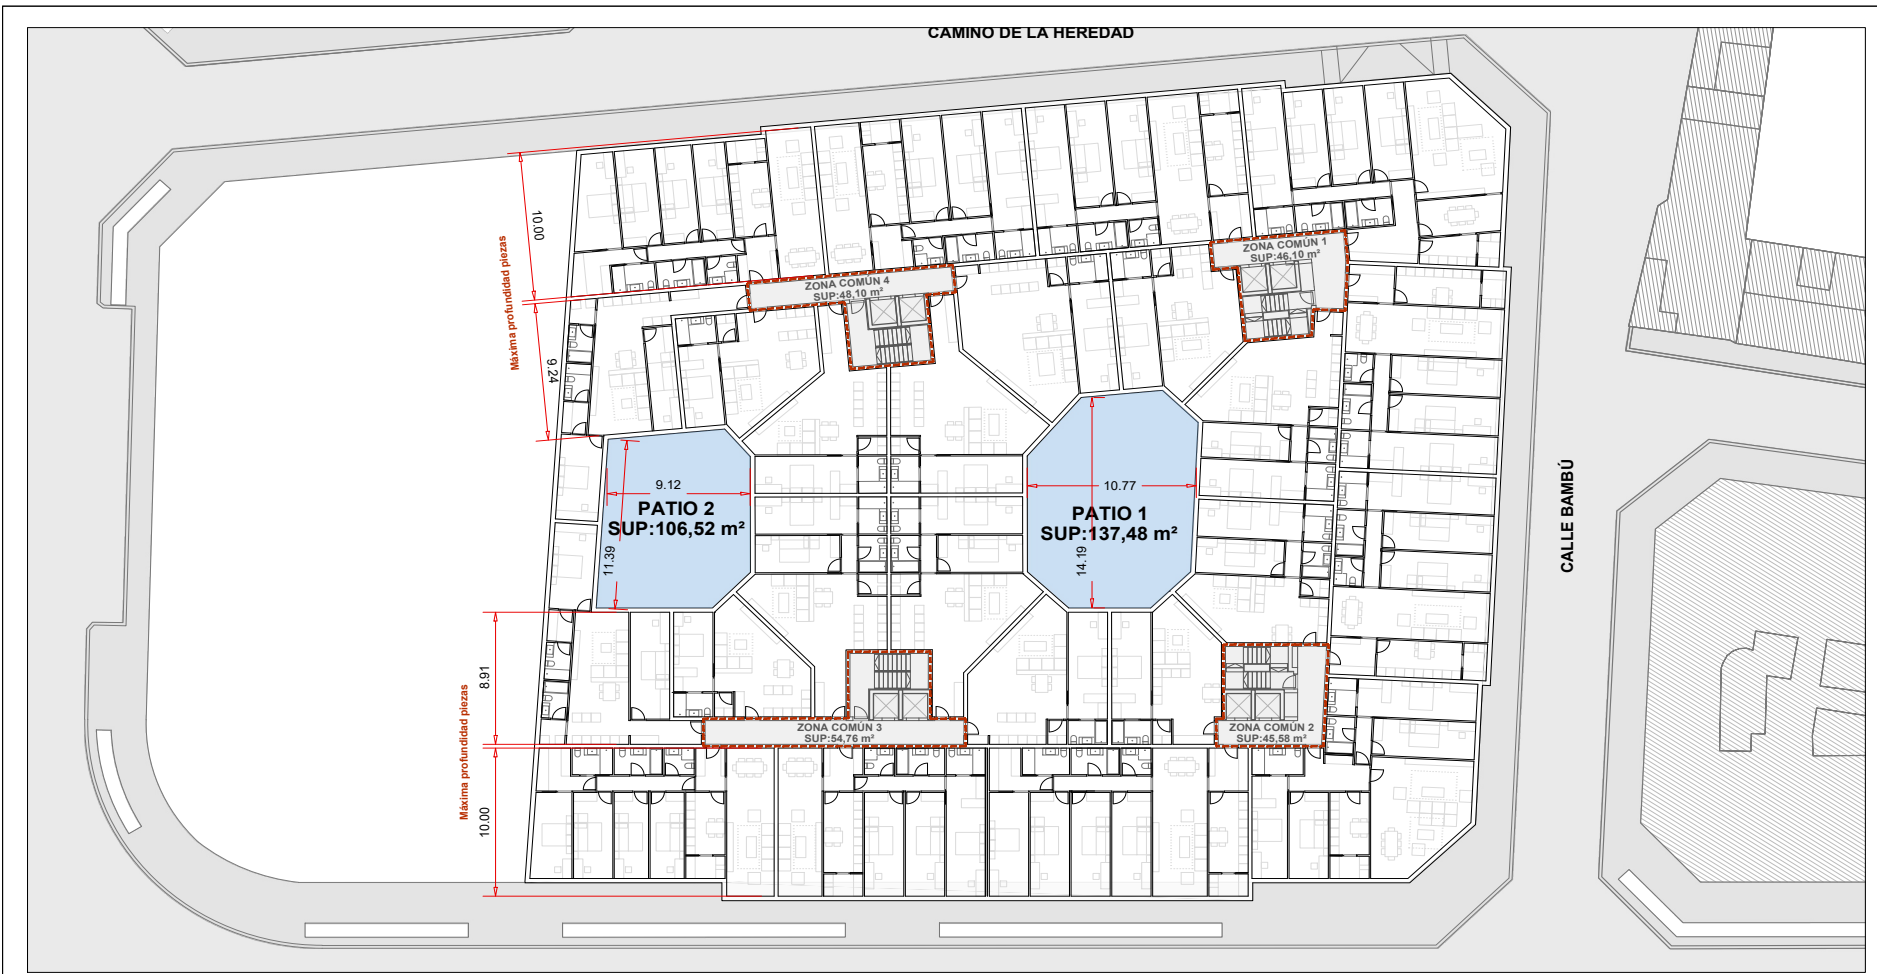 CAMINO DE LA HEREDAD
ZONA COMÚN 1
SUP:46,10 m²
ZONA COMÚN 4
SUP:48,10 m²
10.00
Máxima profundidad piezas
9.24
9.12
PATIO 2
SUP:106,52 m²
11.39
10.77
PATIO 1
SUP:137,48 m²
14.19
CALLE BAMBÚ
8.91
Máxima profundidad piezas
10.00
ZONA COMÚN 3
SUP:54,76 m²
ZONA COMÚN 2
SUP:45,58 m²